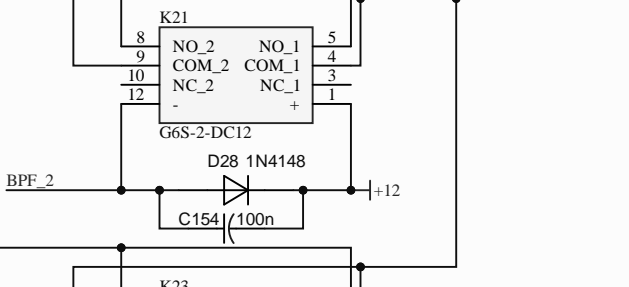 K21
8 NO_2 NO_1 5
9 COM_2 COM_1 4
10 NC_2 NC_1 3
12 - + 1
G6S-2-DC12
D28 1N4148
BPF_2
+12
C154 100n
K23